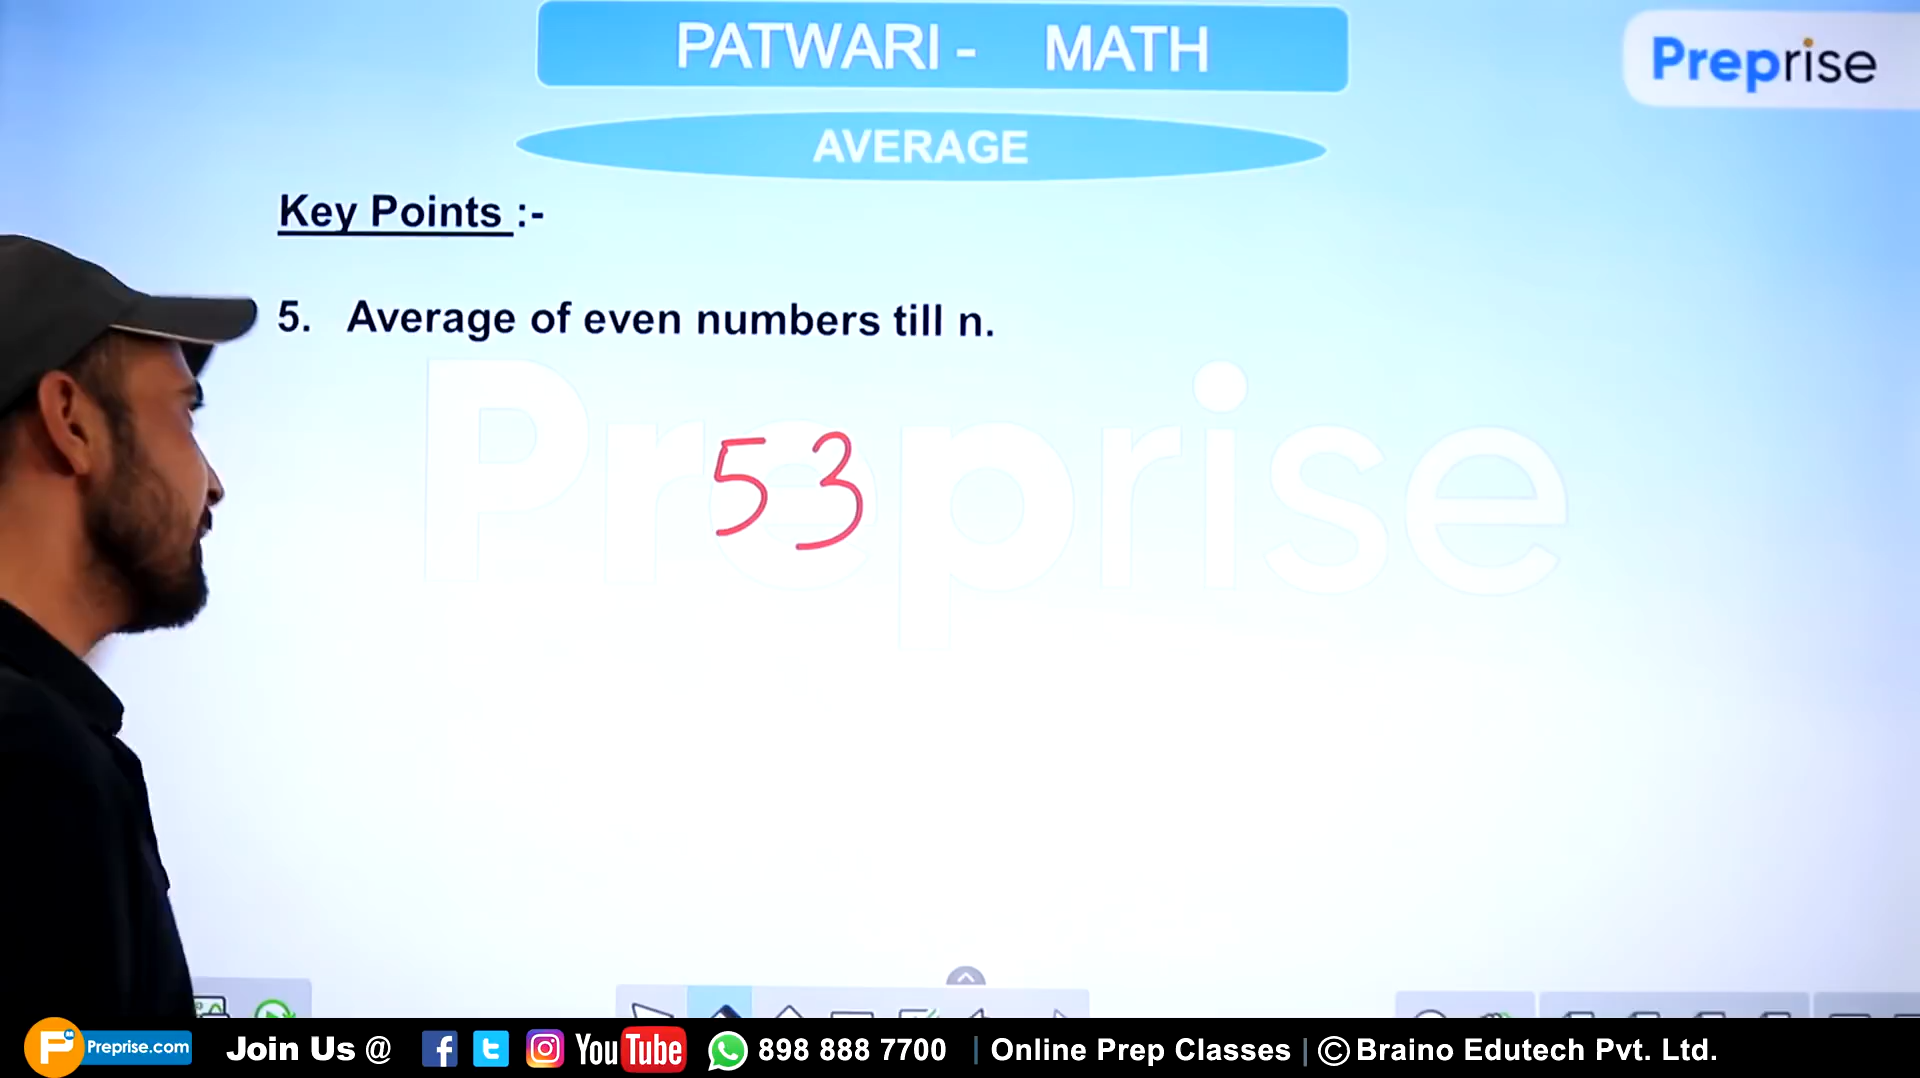 PATWARI - MATH
Preprise
AVERAGE
Key Points :-
5. Average of even numbers till n.
Preprise
53
Preprise.com Join Us @ YouTube 898 888 7700 | Online Prep Classes | © Braino Edutech Pvt. Ltd.